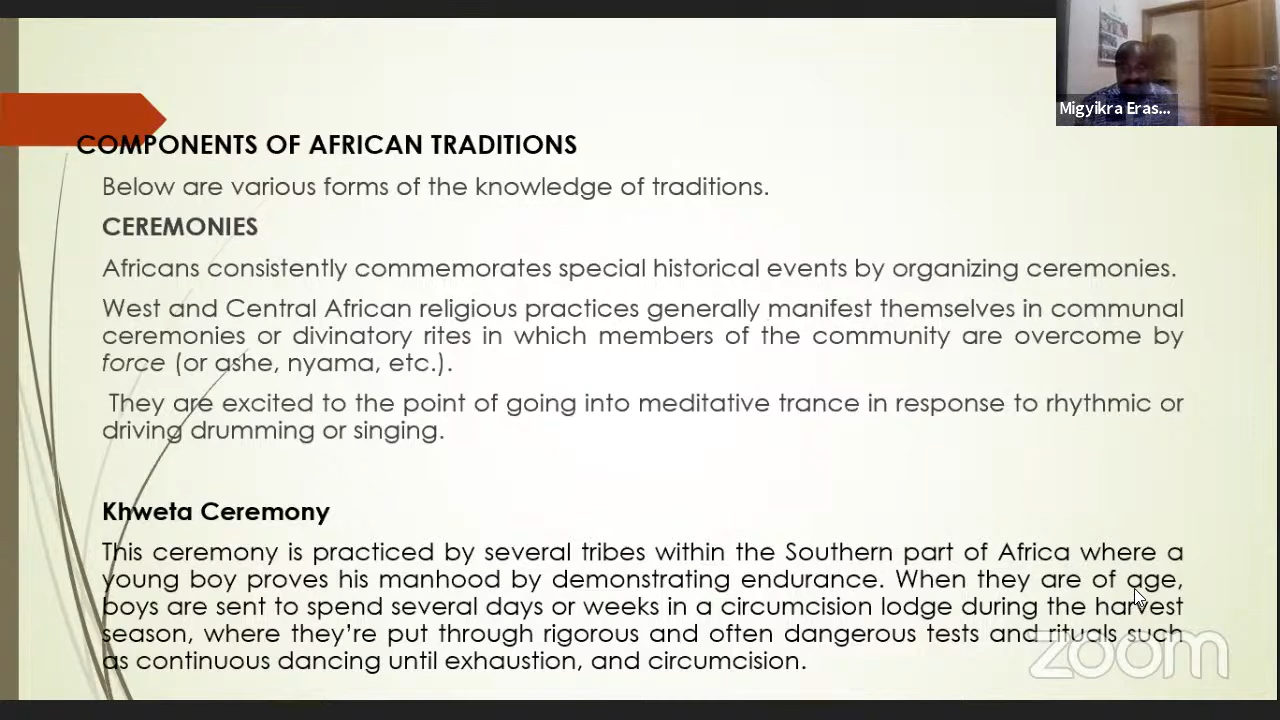 Migyikra Eras...
COMPONENTS OF AFRICAN TRADITIONS
Below are various forms of the knowledge of traditions.
CEREMONIES
Africans consistently commemorates special historical events by organizing ceremonies.
West and Central African religious practices generally manifest themselves in communal
ceremonies or divinatory rites in which members of the community are overcome by
force (or ashe, nyama, etc.).
They are excited to the point of going into meditative trance in response to rhythmic or
driving drumming or singing.
Khweta Ceremony
This ceremony is practiced by several tribes within the Southern part of Africa where a
young boy proves his manhood by demonstrating endurance. When they are of age,
boys are sent to spend several days or weeks in a circumcision lodge during the harvest
season, where they're put through rigorous and often dangerous tests and rituals such
as continuous dancing until exhaustion, and circumcision.
zoom